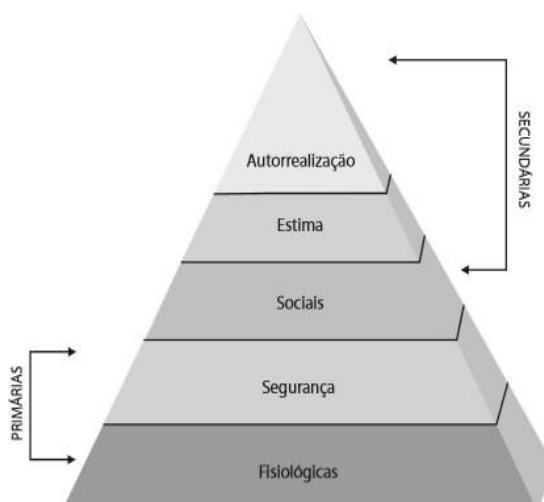 Autorrealização
Estima
Sociais
Segurança
Fisiológicas
SECUNDÁRIAS
PRIMÁRIAS